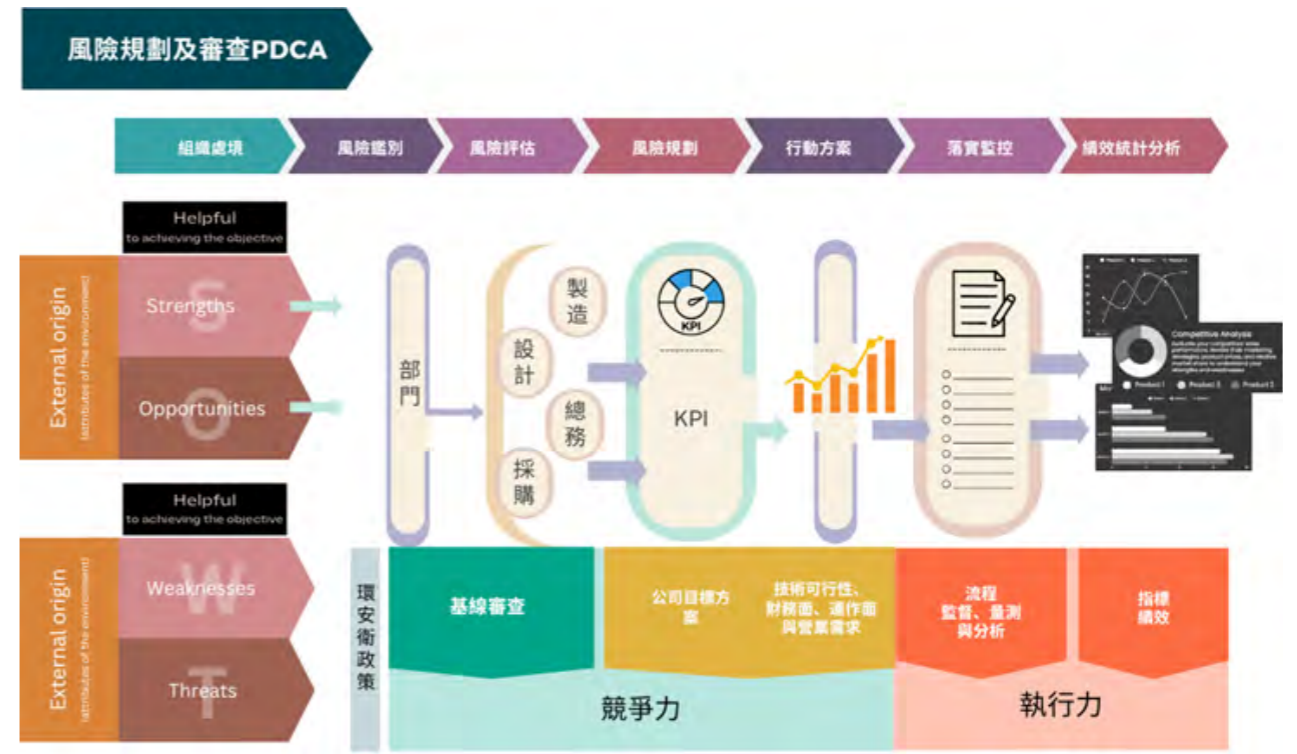 風險規劃及審查PDCA
組織處境
風險鑑別
風險評估
風險規劃
行動方案
落實監控
績效統計分析
Helpful
to achieving the objective
External origin
(attributes of the environment)
S
Strengths
O
Opportunities
Helpful
to achieving the objective
External origin
(attributes of the environment)
W
Weaknesses
T
Threats
部門
製造
設計
總務
採購
KPI
KPI
Competitive Analysis
Product 1
Product 2
Product 3
環安衛政策
基線審查
公司目標方
案
技術可行性、
財務面、運作面
與營業需求
流程
監督、量測
與分析
指標
績效
競爭力
執行力